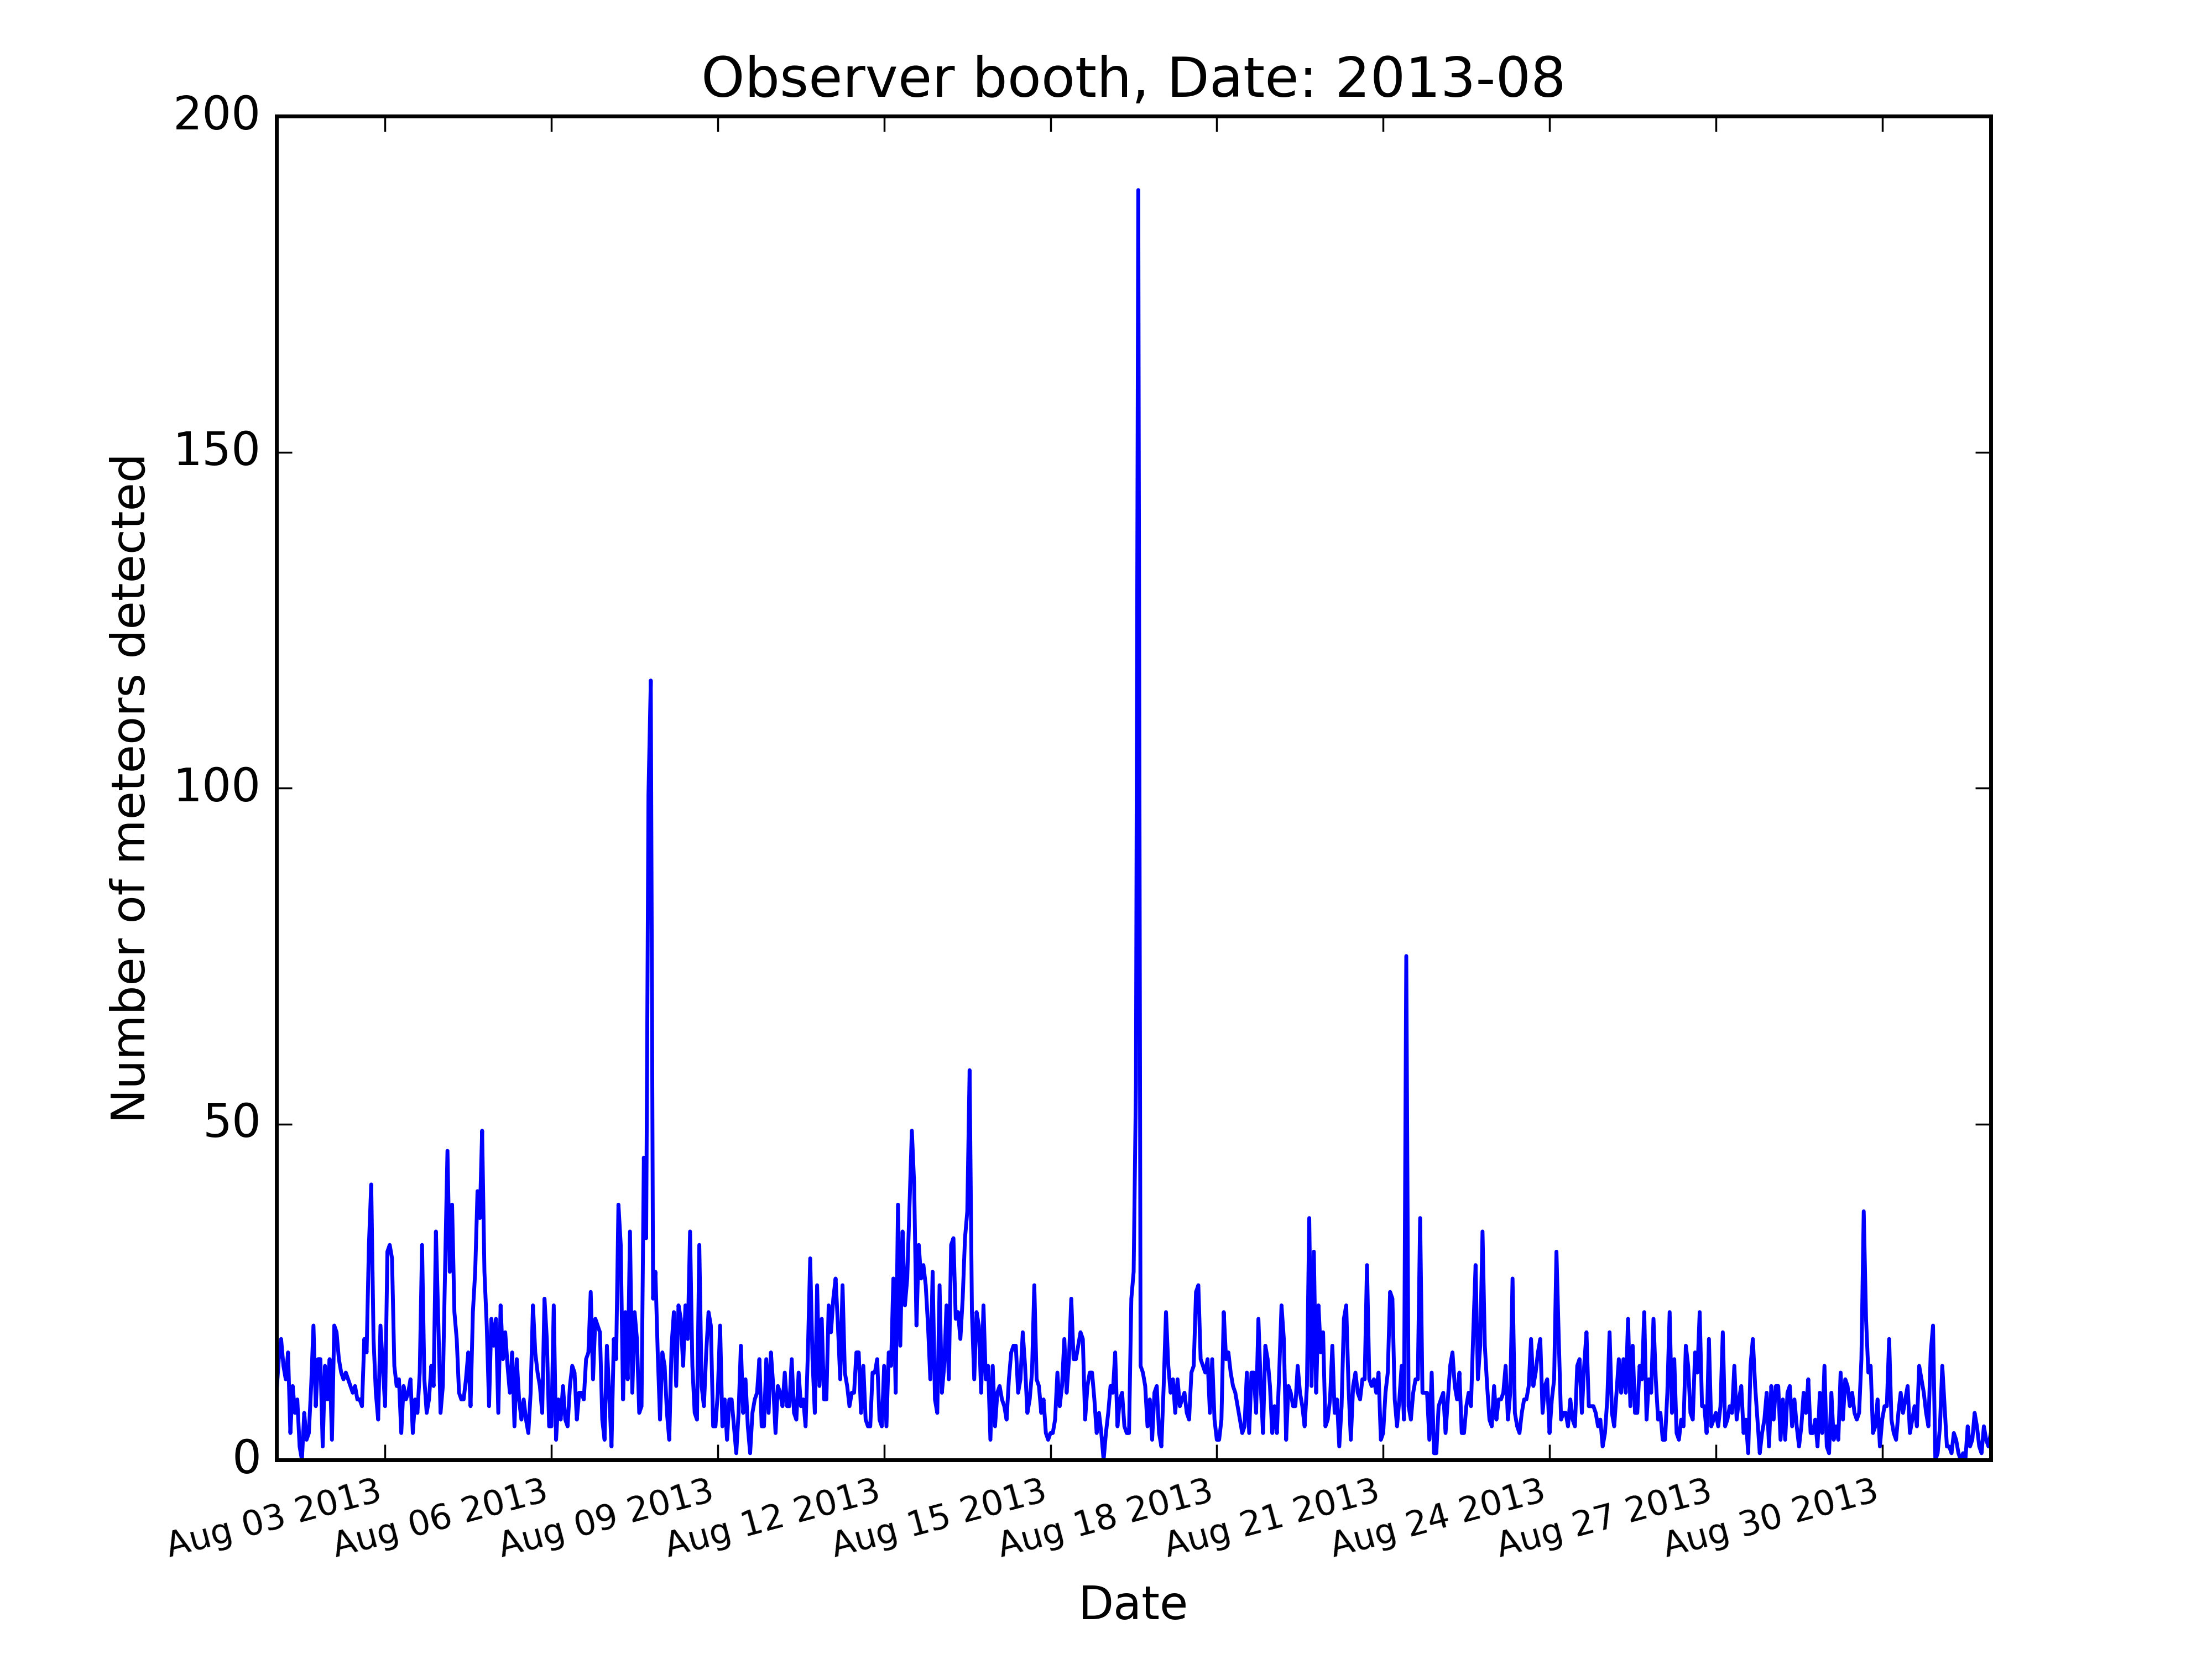 Observer booth, Date: 2013-08
200
150
100
50
0
Number of meteors detected
Aug 03 2013
Aug 06 2013
Aug 09 2013
Aug 12 2013
Aug 15 2013
Aug 18 2013
Aug 21 2013
Aug 24 2013
Aug 27 2013
Aug 30 2013
Date